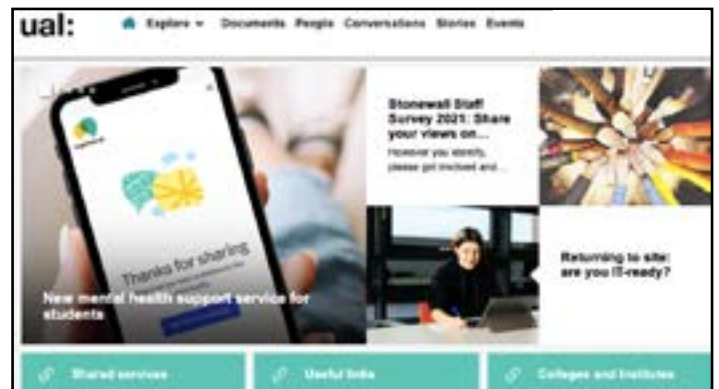 ual:
Explore
Documents
People
Conversations
Stories
Events
Thanks for sharing
New mental health support service for
students
Stonewall Staff
Survey 2021: Share
your views on...
However you identify,
please get involved and...
Returning to site:
are you IT-ready?
Shared services
Useful links
Colleges and Institutes